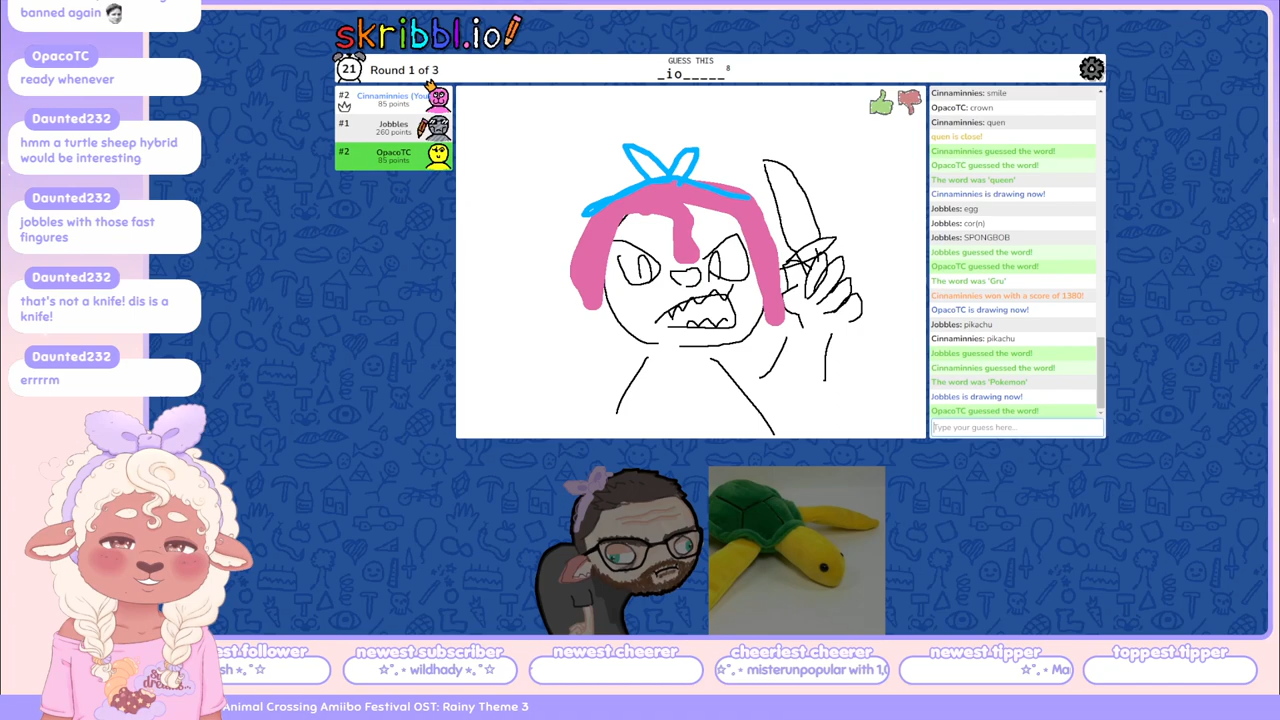 banned again
OpacoTC
ready whenever
Daunted232
hmm a turtle sheep hybrid
would be interesting
Daunted232
jobbles with those fast
fingures
Daunted232
that's not a knife! dis is a
knife!
Daunted232
errrrm
skribbl.io
21
Round 1 of 3
GUESS THIS
_io_____ 8
#2
Cinnaminnies (You
85 points
#1
Jobbles
260 points
#2
OpacoTC
85 points
Cinnaminnies: smile
OpacoTC: crown
Cinnaminnies: quen
quen is close!
Cinnaminnies guessed the word!
OpacoTC guessed the word!
The word was 'queen'
Cinnaminnies is drawing now!
Jobbles: egg
Jobbles: cor(n)
Jobbles: SPONGBOB
Jobbles guessed the word!
OpacoTC guessed the word!
The word was 'Gru'
Cinnaminnies won with a score of 1380!
OpacoTC is drawing now!
Jobbles: pikachu
Cinnaminnies: pikachu
Jobbles guessed the word!
Cinnaminnies guessed the word!
The word was 'Pokemon'
Jobbles is drawing now!
OpacoTC guessed the word!
Type your guess here...
est follower
newest subscriber
newest cheerer
cheeriest cheerer
newest tipper
toppest tipper
sh ⋆｡˚☆
☆˚｡⋆ wildhady ⋆｡˚☆
☆˚｡⋆ misterunpopular with 1,0
☆˚｡⋆ Ma
Animal Crossing Amiibo Festival OST: Rainy Theme 3